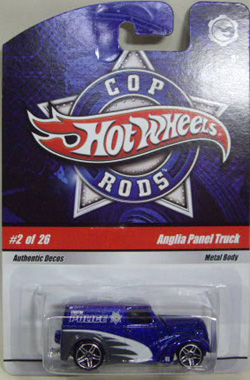 COP
Hot Wheels
RODS
#2 of 26
Anglia Panel Truck
Authentic Decos
Metal Body
POLICE